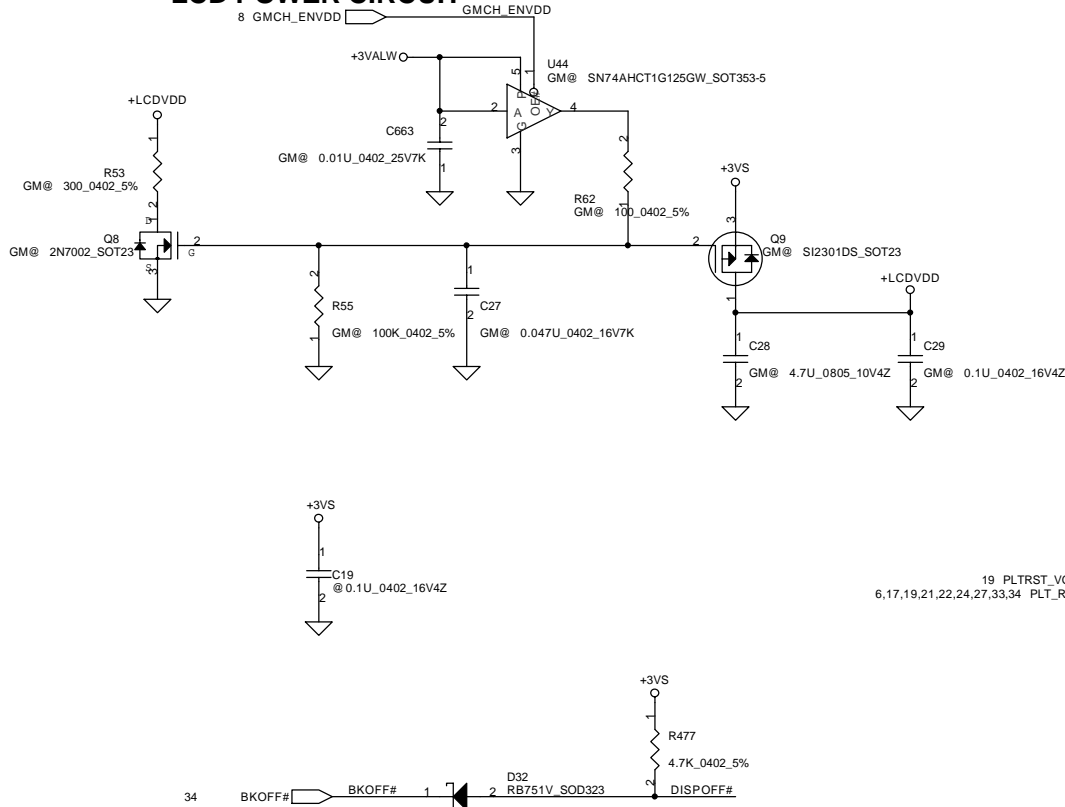 8 GMCH_ENVDD
GMCH_ENVDD
+3VALW
U44
GM@ SN74AHCT1G125GW_SOT353-5
5
1
P
OE#
2
A
Y
4
G
3
+LCDVDD
1
R53
GM@ 300_0402_5%
2
C663
2
GM@ 0.01U_0402_25V7K
1
2
R62
GM@ 100_0402_5%
1
+3VS
3
D
1
Q8
GM@ 2N7002_SOT23
2
G
S
3
2
Q9
GM@ SI2301DS_SOT23
1
+LCDVDD
2
R55
GM@ 100K_0402_5%
1
1
C27
2
GM@ 0.047U_0402_16V7K
1
C28
GM@ 4.7U_0805_10V4Z
2
1
C29
GM@ 0.1U_0402_16V4Z
2
+3VS
1
C19
@ 0.1U_0402_16V4Z
2
19 PLTRST_VG
6,17,19,21,22,24,27,33,34 PLT_R
+3VS
1
R477
4.7K_0402_5%
2
34
BKOFF#
BKOFF#
1
D32
2
RB751V_SOD323
DISPOFF#